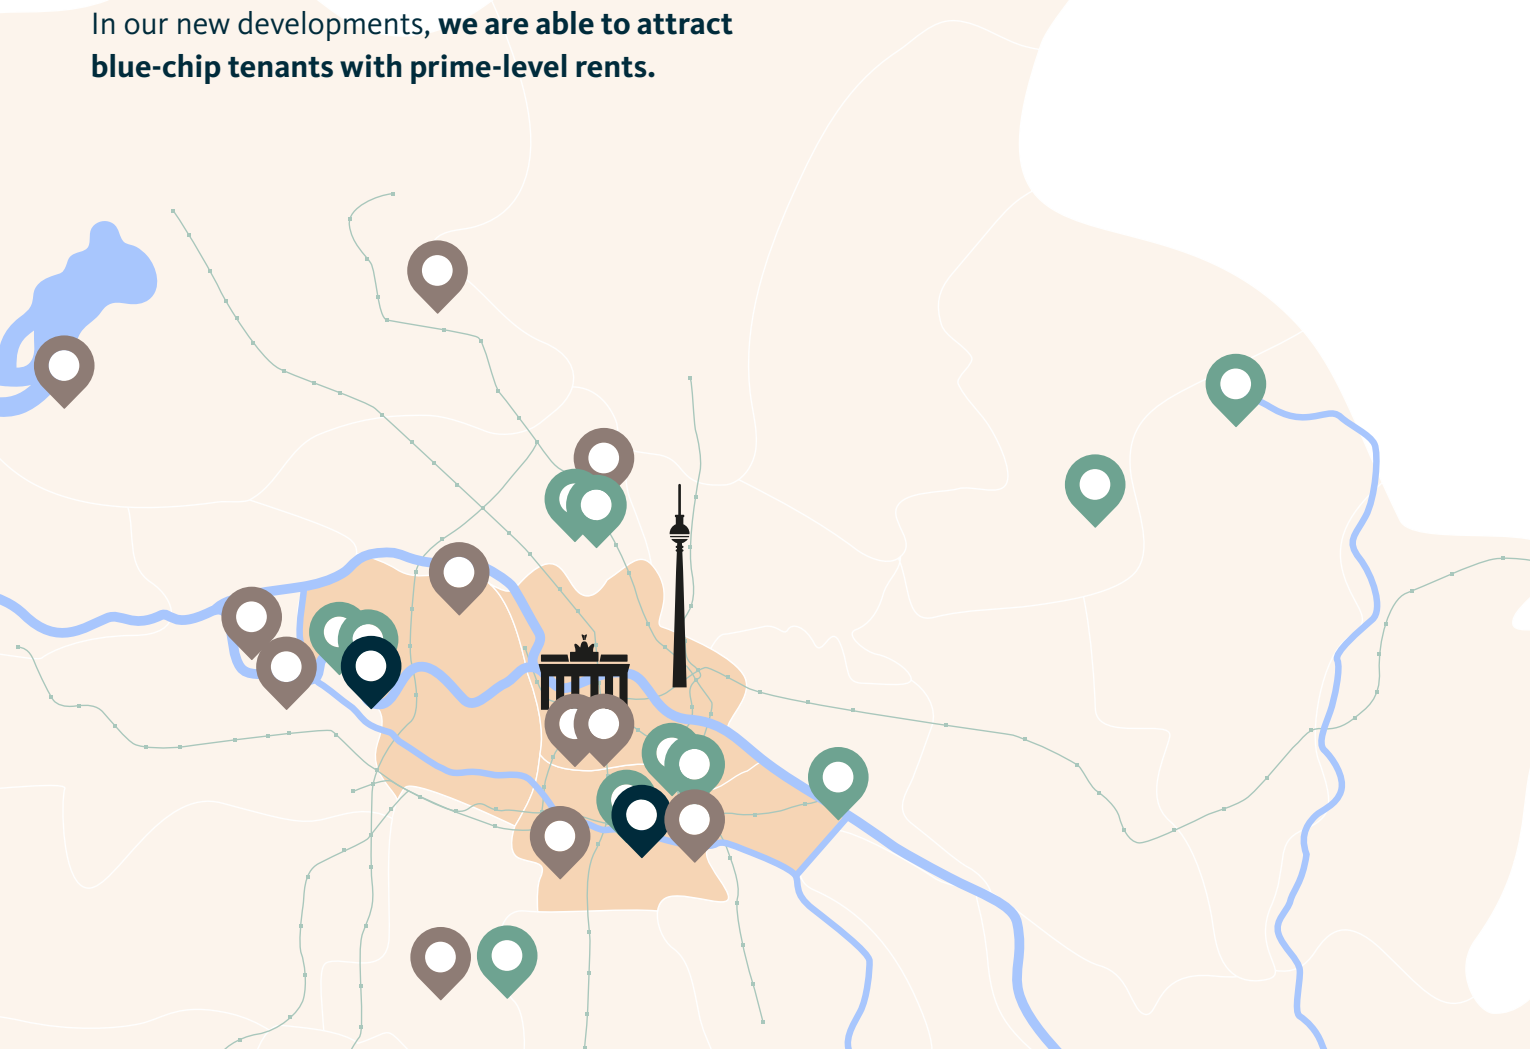 In our new developments, we are able to attract
blue-chip tenants with prime-level rents.